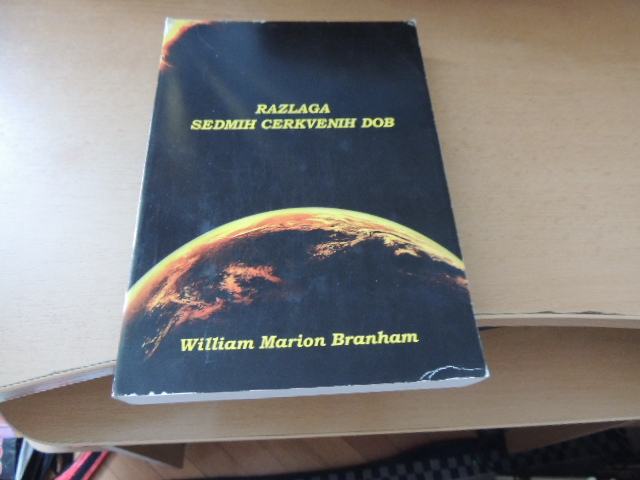 RAZLAGA
SEDMIH CERKVENIH DOB
William Marion Branham